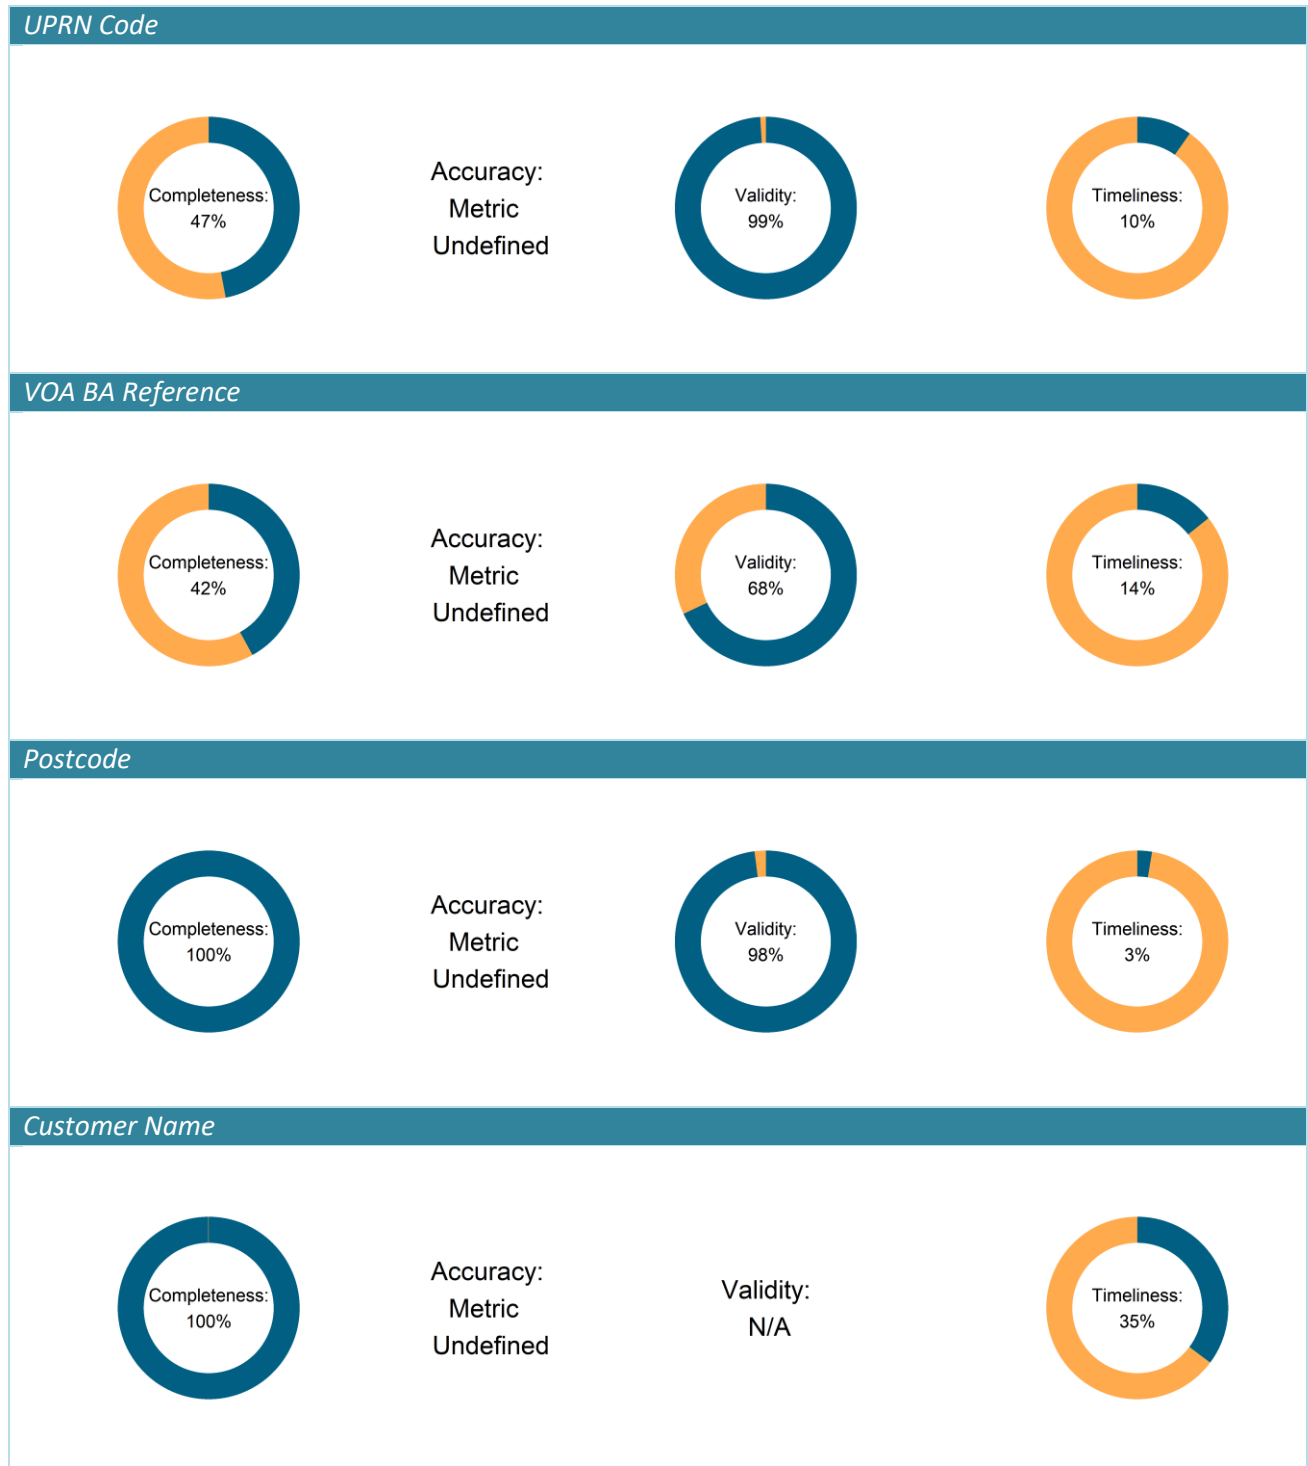 UPRN Code
Completeness:
47%
Accuracy:
Metric
Undefined
Validity:
99%
Timeliness:
10%
VOA BA Reference
Completeness:
42%
Accuracy:
Metric
Undefined
Validity:
68%
Timeliness:
14%
Postcode
Completeness:
100%
Accuracy:
Metric
Undefined
Validity:
98%
Timeliness:
3%
Customer Name
Completeness:
100%
Accuracy:
Metric
Undefined
Validity:
N/A
Timeliness:
35%